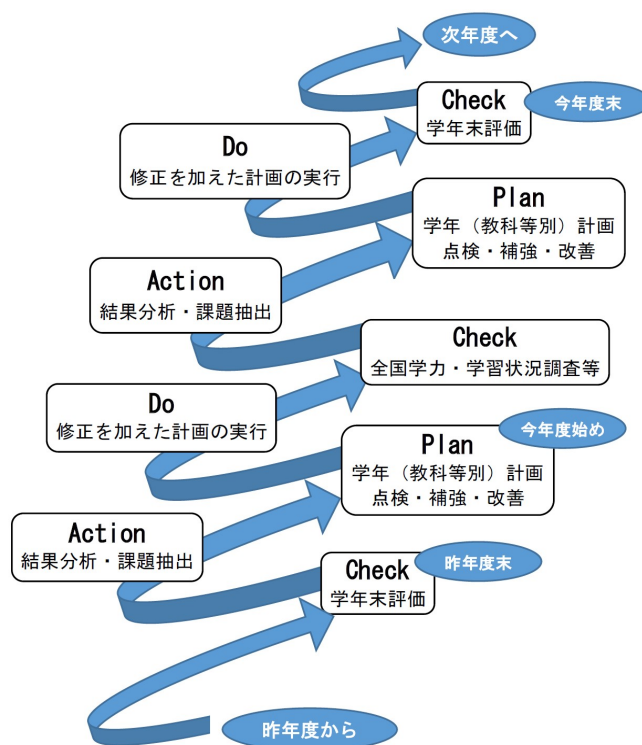 次年度へ
Check
学年末評価
今年度末
Do
修正を加えた計画の実行
Plan
学年（教科等別）計画
点検・補強・改善
Action
結果分析・課題抽出
Check
全国学力・学習状況調査等
Do
修正を加えた計画の実行
今年度始め
Plan
学年（教科等別）計画
点検・補強・改善
Action
結果分析・課題抽出
Check
学年末評価
昨年度末
昨年度から